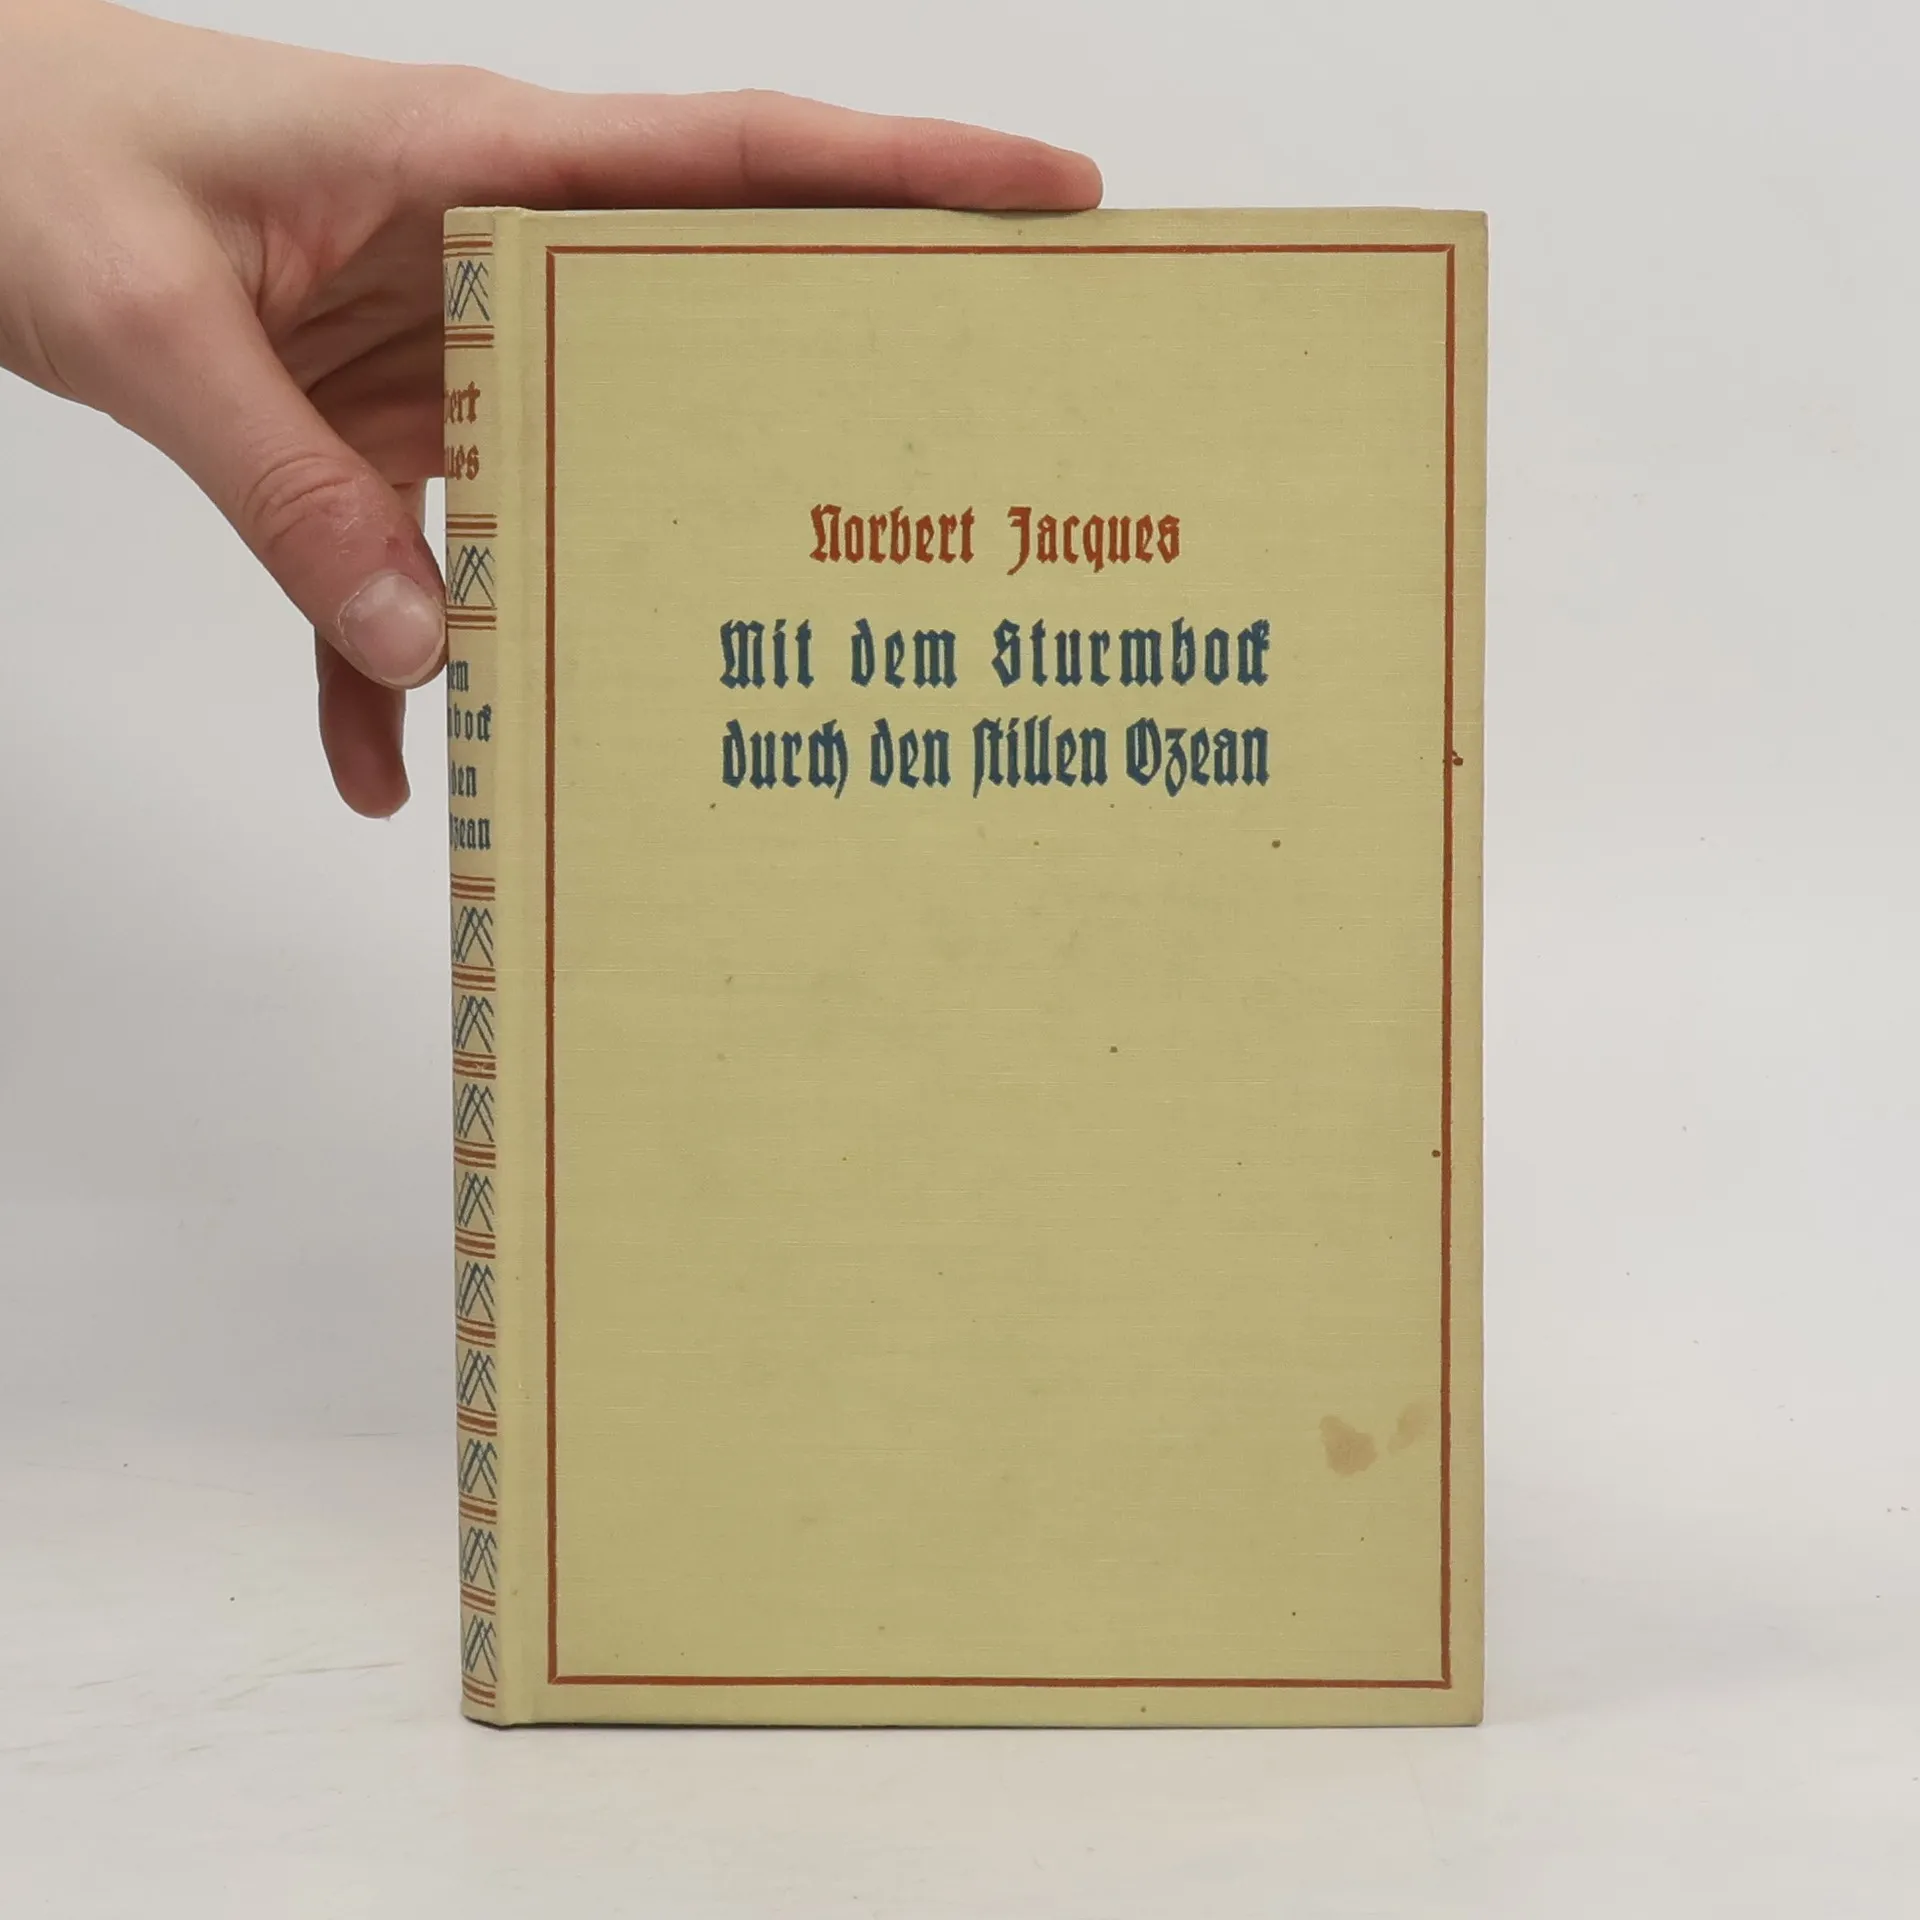 Norbert Jacques
Mit dem Sturmbock
durch den stillen Ozean